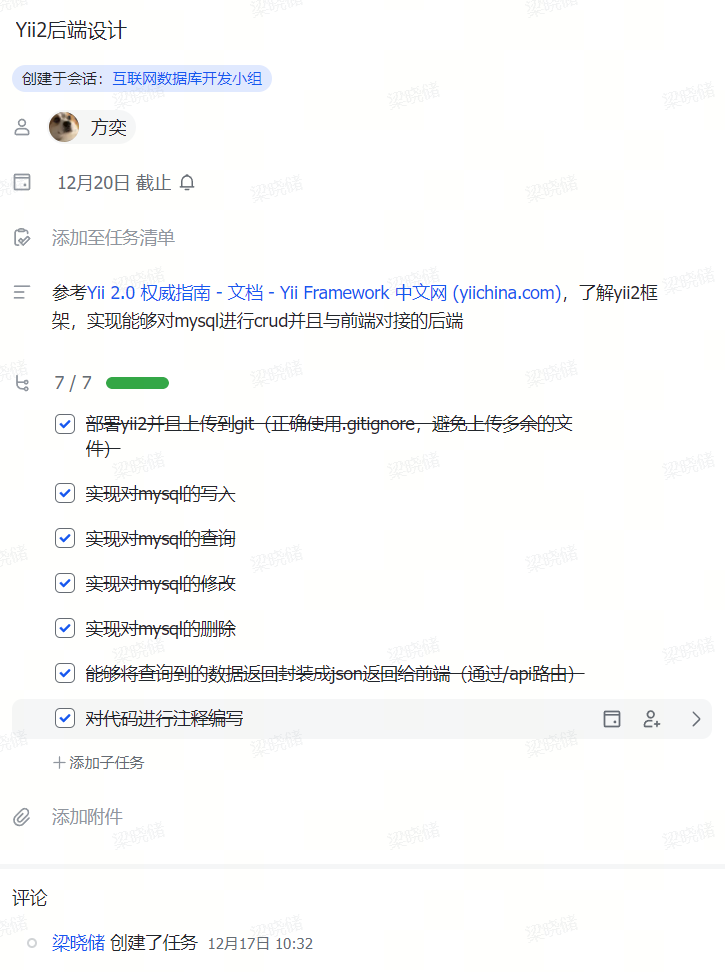 Yii2后端设计
创建于会话：互联网数据库开发小组
方奕
12月20日 截止
添加至任务清单
参考Yii 2.0 权威指南 - 文档 - Yii Framework 中文网 (yiichina.com)，了解yii2框
架，实现能够对mysql进行crud并且与前端对接的后端
7 / 7
部署yii2并且上传到git（正确使用.gitignore，避免上传多余的文
件）
实现对mysql的写入
实现对mysql的查询
实现对mysql的修改
实现对mysql的删除
能够将查询到的数据返回封装成json返回给前端（通过/api路由）
对代码进行注释编写
添加子任务
添加附件
评论
梁晓储 创建了任务 12月17日 10:32
梁晓储